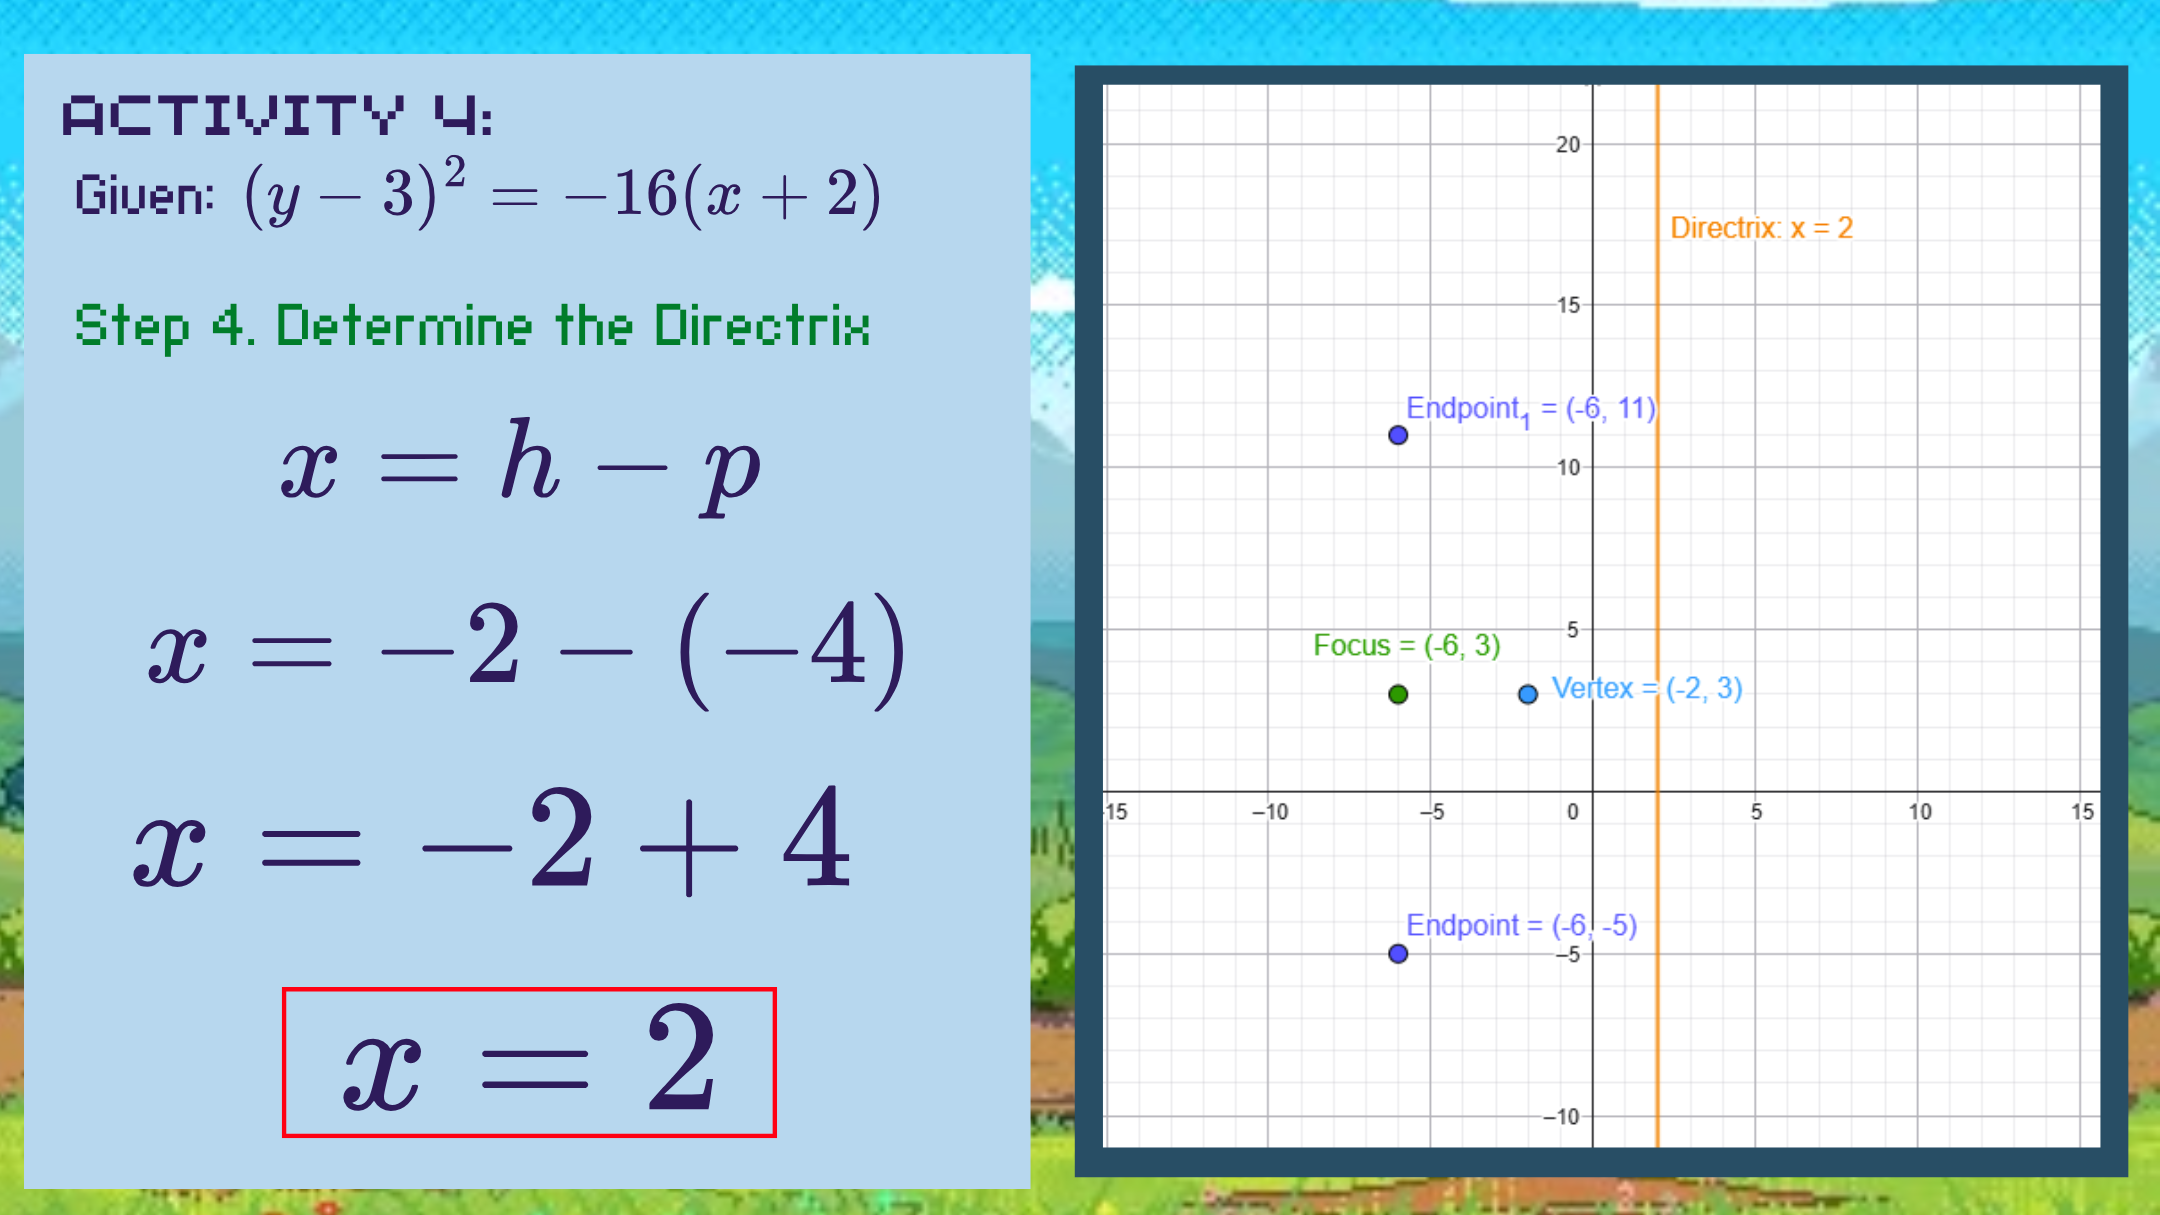 ACTIVITY 4:
Given: (y − 3)² = −16(x + 2)
Step 4. Determine the Directrix
x = h − p
x = −2 − (−4)
x = −2 + 4
x = 2
20
Directrix: x = 2
15
Endpoint₁ = (-6, 11)
10
5
Focus = (-6, 3)
Vertex = (-2, 3)
15 −10 −5 0 5 10 15
Endpoint = (-6, -5)
−5
−10